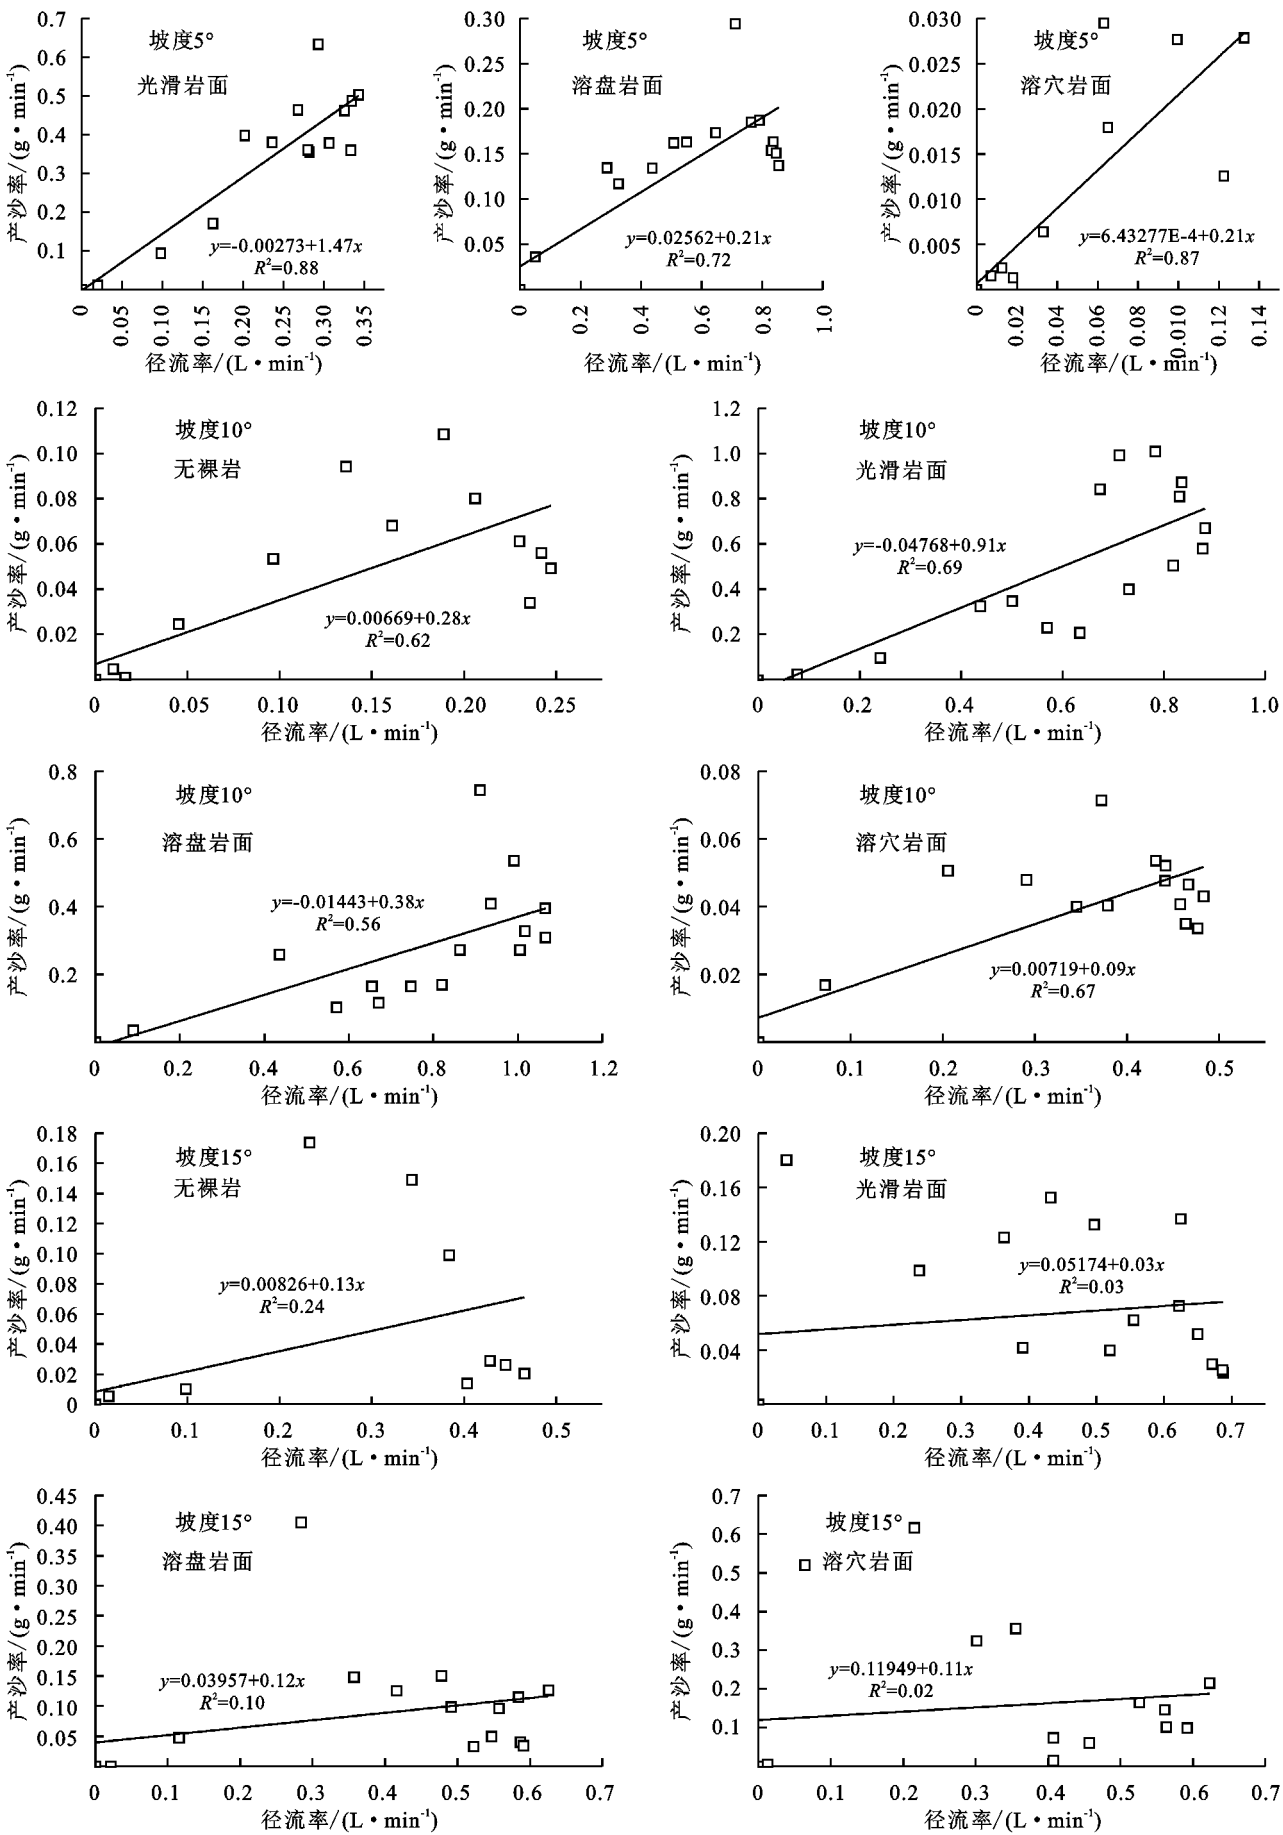 0.7
0.6
0.5
0.4
0.3
0.2
0.1
产沙率/(g·min⁻¹)
坡度5°
光滑岩面
y=-0.00273+1.47x
R²=0.88
0 0.05 0.10 0.15 0.20 0.25 0.30 0.35
径流率/(L·min⁻¹)
0.30
0.25
0.20
0.15
0.10
0.05
产沙率/(g·min⁻¹)
坡度5°
溶盘岩面
y=0.02562+0.21x
R²=0.72
0 0.2 0.4 0.6 0.8 1.0
径流率/(L·min⁻¹)
0.030
0.025
0.020
0.015
0.010
0.005
产沙率/(g·min⁻¹)
坡度5°
溶穴岩面
y=6.43277E-4+0.21x
R²=0.87
0 0.02 0.04 0.06 0.08 0.010 0.12 0.14
径流率/(L·min⁻¹)
0.12
0.10
0.08
0.06
0.04
0.02
产沙率/(g·min⁻¹)
坡度10°
无裸岩
y=0.00669+0.28x
R²=0.62
0 0.05 0.10 0.15 0.20 0.25
径流率/(L·min⁻¹)
1.2
1.0
0.8
0.6
0.4
0.2
产沙率/(g·min⁻¹)
坡度10°
光滑岩面
y=-0.04768+0.91x
R²=0.69
0 0.2 0.4 0.6 0.8 1.0
径流率/(L·min⁻¹)
0.8
0.6
0.4
0.2
产沙率/(g·min⁻¹)
坡度10°
溶盘岩面
y=-0.01443+0.38x
R²=0.56
0 0.2 0.4 0.6 0.8 1.0 1.2
径流率/(L·min⁻¹)
0.08
0.06
0.04
0.02
产沙率/(g·min⁻¹)
坡度10°
溶穴岩面
y=0.00719+0.09x
R²=0.67
0 0.1 0.2 0.3 0.4 0.5
径流率/(L·min⁻¹)
0.18
0.16
0.14
0.12
0.10
0.08
0.06
0.04
0.02
0
产沙率/(g·min⁻¹)
坡度15°
无裸岩
y=0.00826+0.13x
R²=0.24
0 0.1 0.2 0.3 0.4 0.5
径流率/(L·min⁻¹)
0.20
0.16
0.12
0.08
0.04
产沙率/(g·min⁻¹)
坡度15°
光滑岩面
y=0.05174+0.03x
R²=0.03
0 0.1 0.2 0.3 0.4 0.5 0.6 0.7
径流率/(L·min⁻¹)
0.45
0.40
0.35
0.30
0.25
0.20
0.15
0.10
0.05
产沙率/(g·min⁻¹)
坡度15°
溶盘岩面
y=0.03957+0.12x
R²=0.10
0 0.1 0.2 0.3 0.4 0.5 0.6 0.7
径流率/(L·min⁻¹)
0.7
0.6
0.5
0.4
0.3
0.2
0.1
产沙率/(g·min⁻¹)
坡度15°
溶穴岩面
y=0.11949+0.11x
R²=0.02
0 0.1 0.2 0.3 0.4 0.5 0.6 0.7
径流率/(L·min⁻¹)